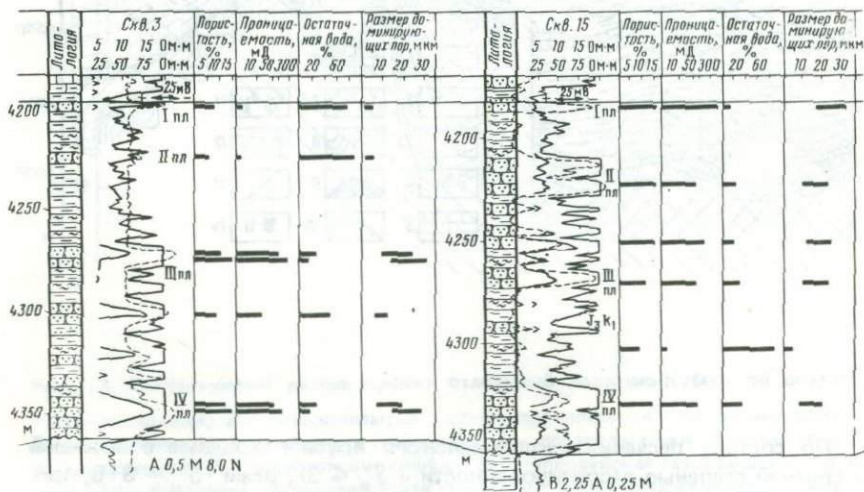 Лито-
логия
Скв. 3
5 10 15 Ом·м
25 50 75 Ом·м
Порис-
тость,
%
5 10 15
Проница-
емость,
мД
10 50 300
Остаточ-
ная вода,
%
20 60
Размер до-
минирую-
щих пор, мкм
10 20 30
25 мВ
4200
I пл
II пл
4250
III пл
4300
IV
пл
4350
м
А 0,5 М 8,0 N
Лито-
логия
Скв. 15
5 10 15 Ом·м
25 50 75 Ом·м
Порис-
тость,
%
5 10 15
Проница-
емость,
мД
10 50 300
Остаточ-
ная вода, %
20 60
Размер до-
минирую-
щих пор, мкм
10 20 30
25 мВ
I пл
4200
II
пл
4250
III
пл
J₃ k₁
4300
IV
пл
4350
м
В 2,25 А 0,25 М